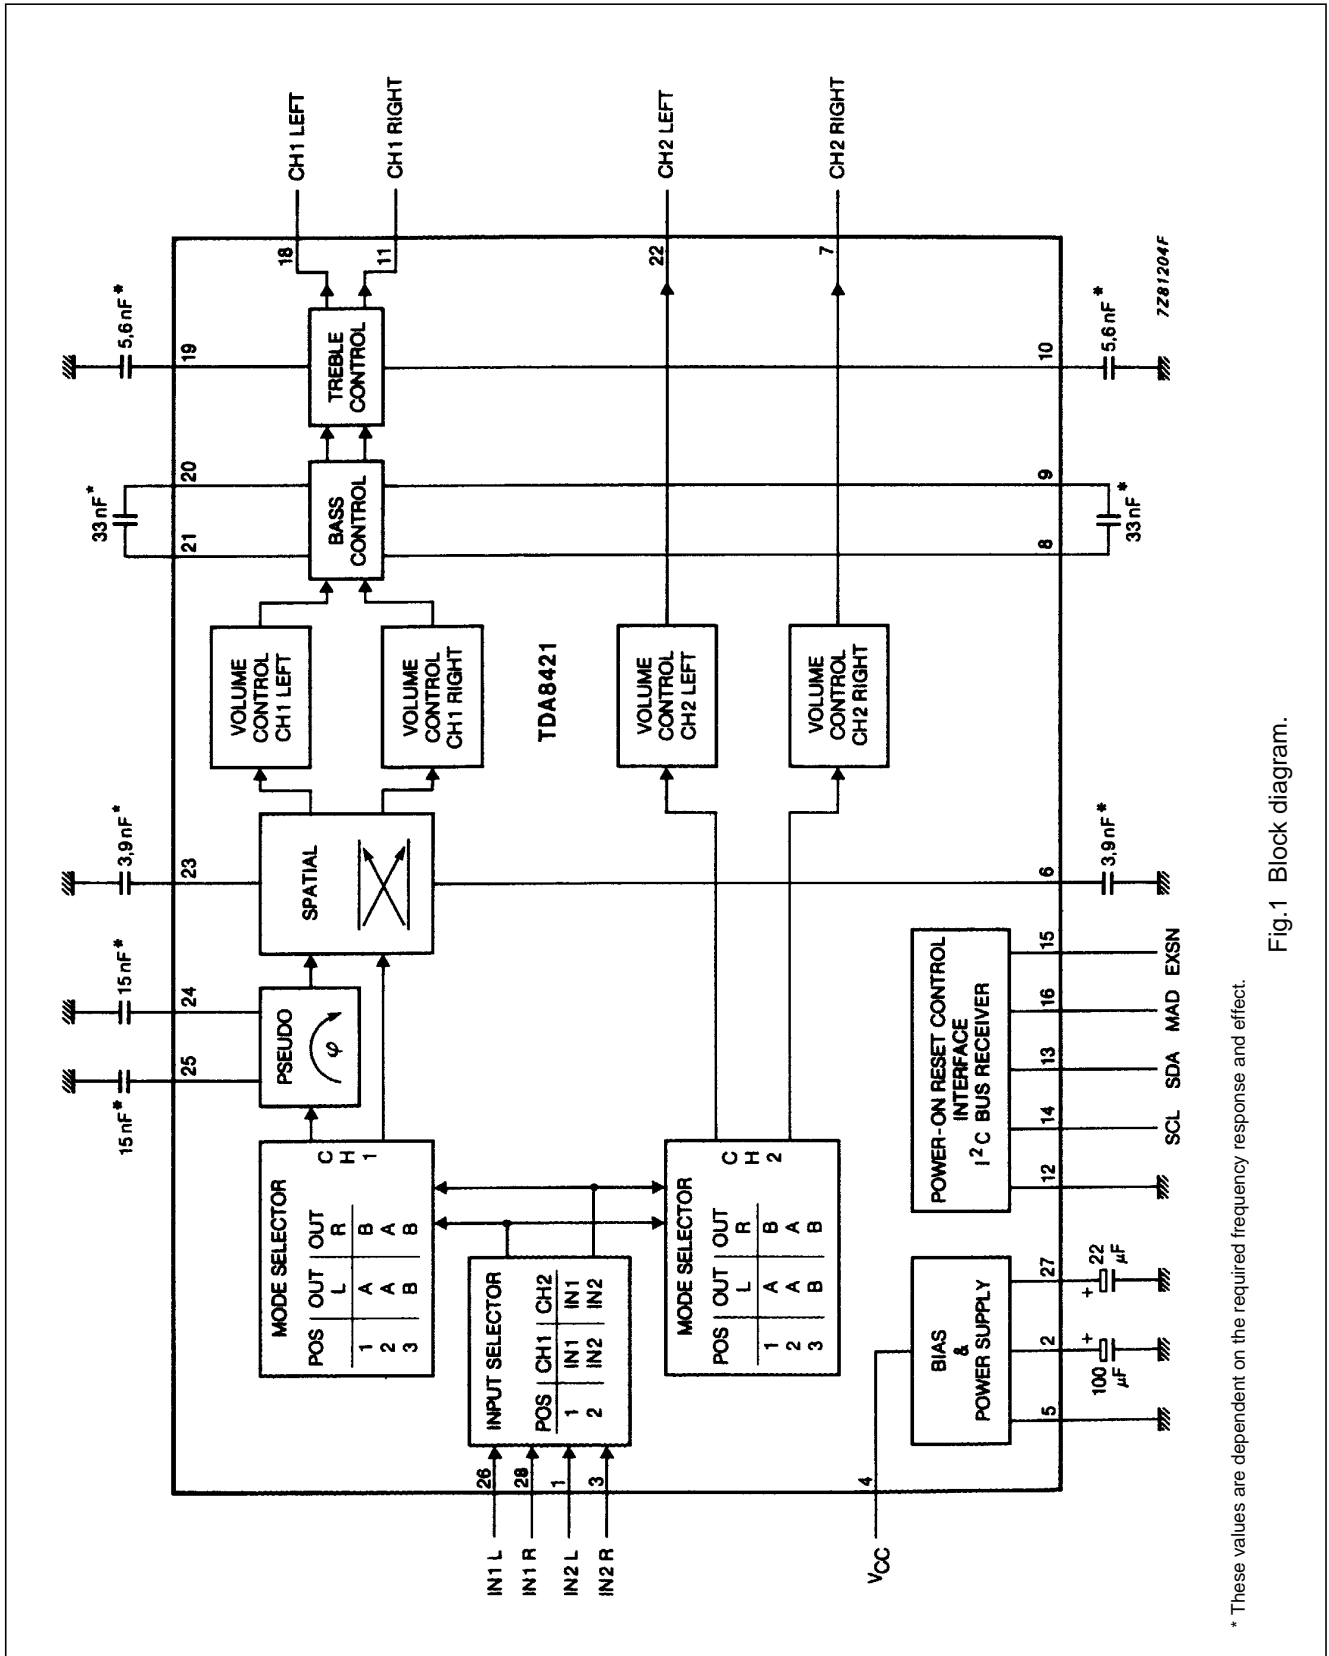 15 nF*
15 nF*
3,9 nF*
33 nF*
5,6 nF*
25
24
23
21
20
19
MODE SELECTOR
POS OUT OUT
L R
1 A B
2 A A
3 B B
C
H
1
PSEUDO
φ
SPATIAL
VOLUME
CONTROL
CH1 LEFT
VOLUME
CONTROL
CH1 RIGHT
BASS
CONTROL
TREBLE
CONTROL
18
CH1 LEFT
11
CH1 RIGHT
IN1 L
26
IN1 R
28
IN2 L
1
IN2 R
3
INPUT SELECTOR
POS CH1 CH2
1 IN1 IN1
2 IN2 IN2
TDA8421
MODE SELECTOR
POS OUT OUT
L R
1 A B
2 A A
3 B B
C
H
2
VOLUME
CONTROL
CH2 LEFT
22
CH2 LEFT
VOLUME
CONTROL
CH2 RIGHT
7
CH2 RIGHT
VCC
4
BIAS
&
POWER SUPPLY
POWER-ON RESET CONTROL
INTERFACE
I2C BUS RECEIVER
5
2
27
12
14
13
16
15
6
8
9
10
100
μF
+
+
22
μF
SCL
SDA
MAD
EXSN
3,9 nF*
33 nF*
5,6 nF*
7Z81204F
* These values are dependent on the required frequency response and effect.
Fig.1 Block diagram.